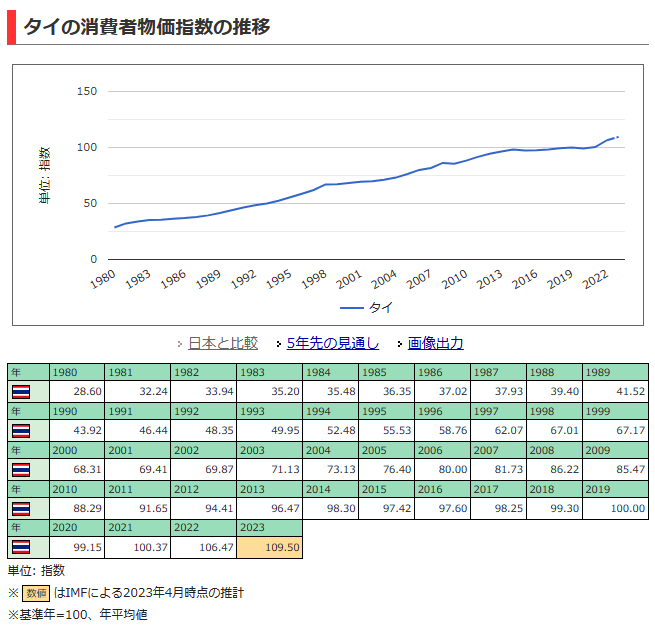 タイの消費者物価指数の推移
150
100
50
0
単位: 指数
1980 1983 1986 1989 1992 1995 1998 2001 2004 2007 2010 2013 2016 2019 2022
タイ
日本と比較 5年先の見通し 画像出力
年 1980 1981 1982 1983 1984 1985 1986 1987 1988 1989
28.60 32.24 33.94 35.20 35.48 36.35 37.02 37.93 39.40 41.52
年 1990 1991 1992 1993 1994 1995 1996 1997 1998 1999
43.92 46.44 48.35 49.95 52.48 55.53 58.76 62.07 67.01 67.17
年 2000 2001 2002 2003 2004 2005 2006 2007 2008 2009
68.31 69.41 69.87 71.13 73.13 76.40 80.00 81.73 86.22 85.47
年 2010 2011 2012 2013 2014 2015 2016 2017 2018 2019
88.29 91.65 94.41 96.47 98.30 97.42 97.60 98.25 99.30 100.00
年 2020 2021 2022 2023
99.15 100.37 106.47 109.50
単位: 指数
※ 数値 はIMFによる2023年4月時点の推計
※基準年=100、年平均値